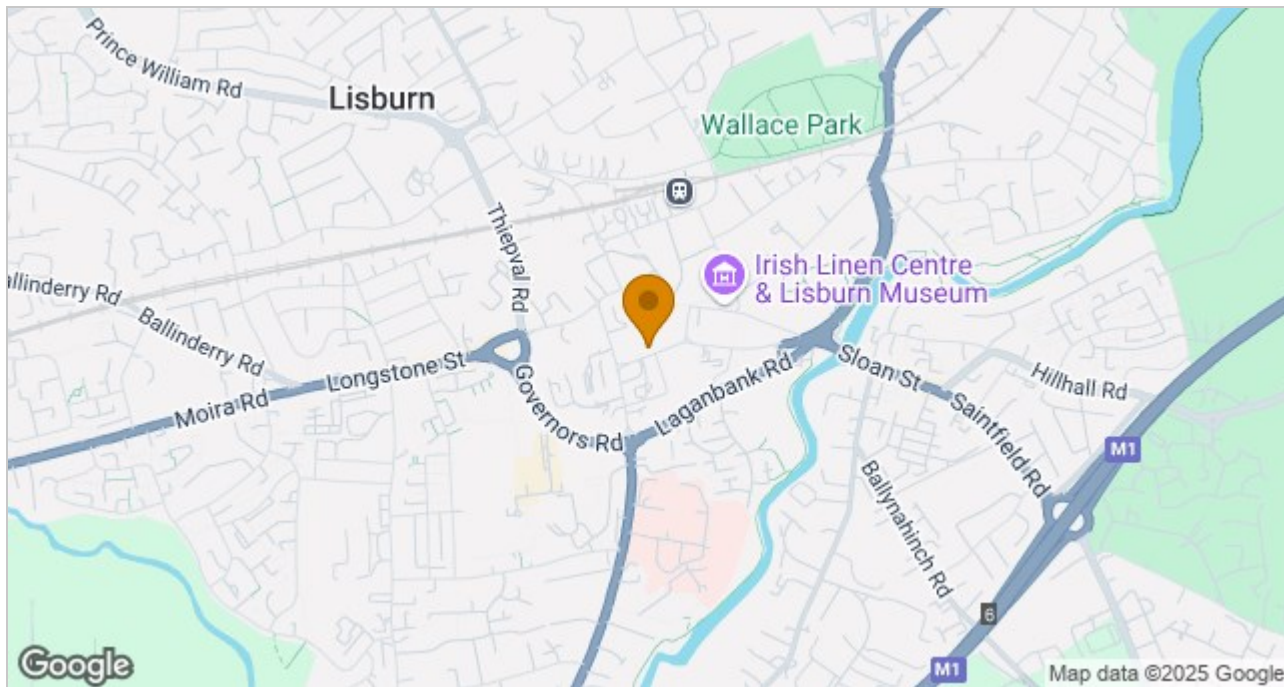 Prince William Rd
Lisburn
Wallace Park
Thiepval Rd
Irish Linen Centre
& Lisburn Museum
allinderry Rd
Ballinderry Rd
Longstone St
Moira Rd
Governors Rd
Laganbank Rd
Sloan St
Hillhall Rd
Saintfield Rd
M1
Ballynahinch Rd
6
M1
Google
Map data ©2025 Google